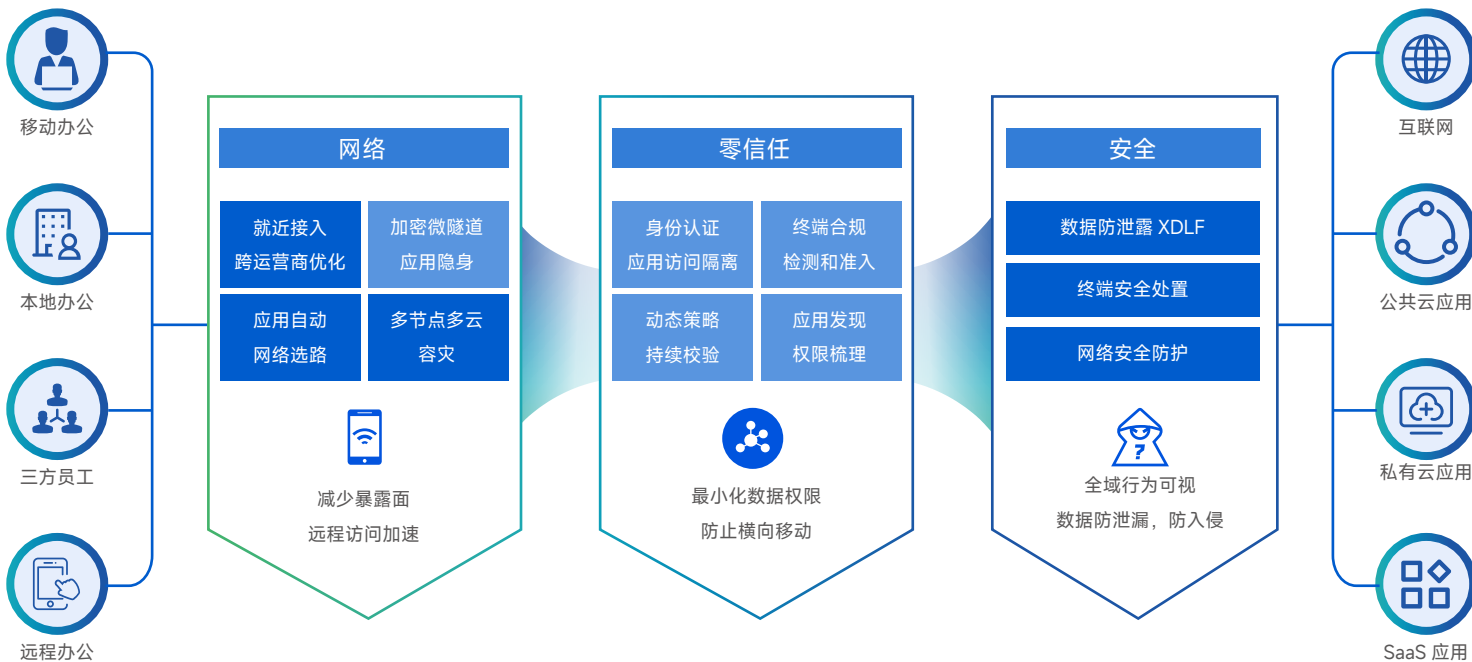 移动办公
本地办公
三方员工
远程办公
网络
就近接入
跨运营商优化
加密微隧道
应用隐身
应用自动
网络选路
多节点多云
容灾
减少暴露面
远程访问加速
零信任
身份认证
应用访问隔离
终端合规
检测和准入
动态策略
持续校验
应用发现
权限梳理
最小化数据权限
防止横向移动
安全
数据防泄露 XDLF
终端安全处置
网络安全防护
?
全域行为可视
数据防泄漏，防入侵
互联网
公共云应用
私有云应用
SaaS 应用